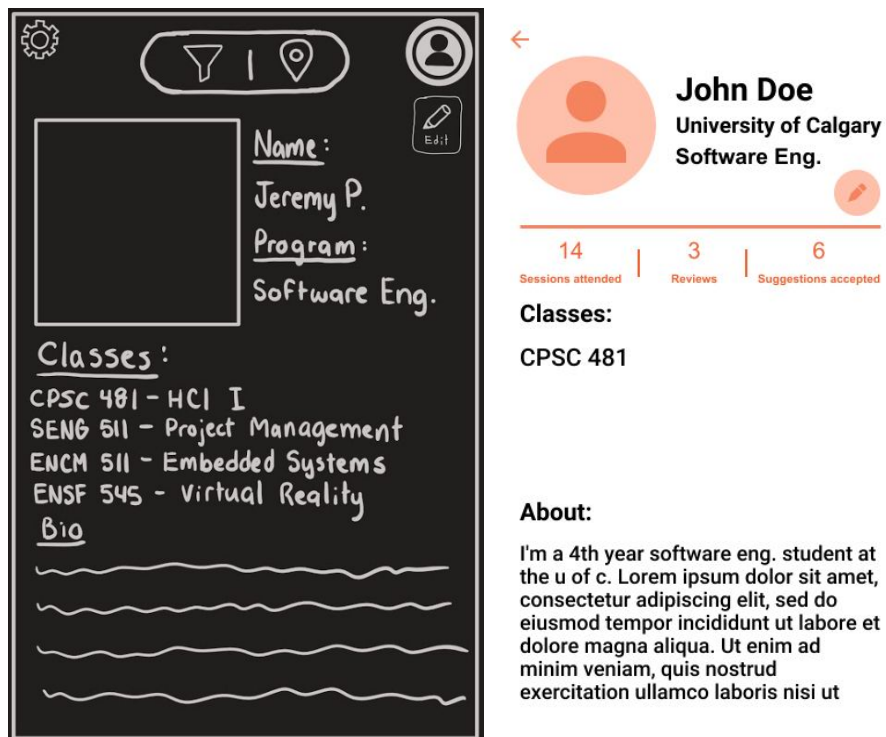 Edit
Name:
Jeremy P.
Program:
Software Eng.
Classes:
CPSC 481 - HCI I
SENG 511 - Project Management
ENCM 511 - Embedded Systems
ENSF 545 - Virtual Reality
Bio
John Doe
University of Calgary
Software Eng.
14
Sessions attended
3
Reviews
6
Suggestions accepted
Classes:
CPSC 481
About:
I'm a 4th year software eng. student at
the u of c. Lorem ipsum dolor sit amet,
consectetur adipiscing elit, sed do
eiusmod tempor incididunt ut labore et
dolore magna aliqua. Ut enim ad
minim veniam, quis nostrud
exercitation ullamco laboris nisi ut